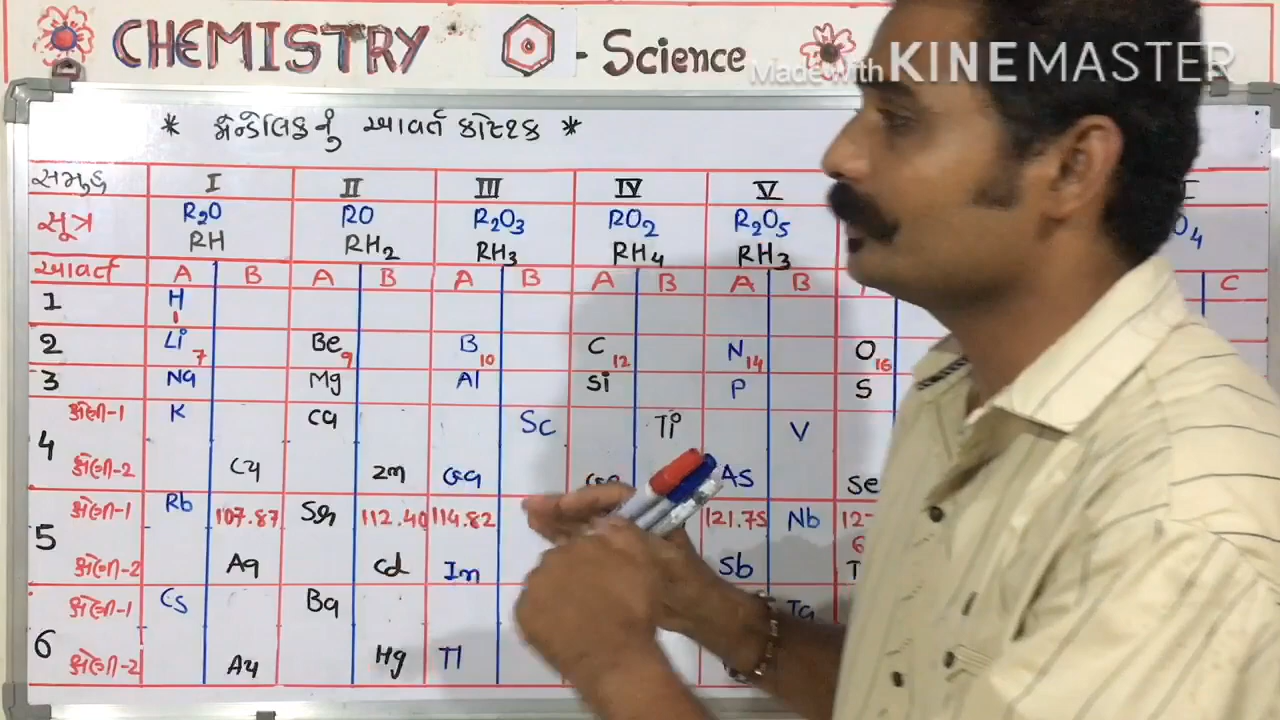 CHEMISTRY - Science
Made with KINEMASTER
* મેન્ડેલિફનું આવર્ત કોષ્ટક *
સમૂહ I II III IV V
સૂત્ર R₂O RO R₂O₃ RO₂ R₂O₅ O₄
RH RH₂ RH₃ RH₄ RH₃
આવર્ત A B A B A B A B A B C
1 H 1
2 Li 7 Be 9 B 10 C 12 N 14 O 16
3 Na Mg Al Si P S
4 શ્રેણી-1 K Ca Sc Ti V
શ્રેણી-2 Cu Zn Ga As Se
5 શ્રેણી-1 Rb 107.87 Sr 112.40 114.82 121.75 Nb
શ્રેણી-2 Ag Cd In Sb
6 શ્રેણી-1 Cs Ba Ta
શ્રેણી-2 Au Hg Tl